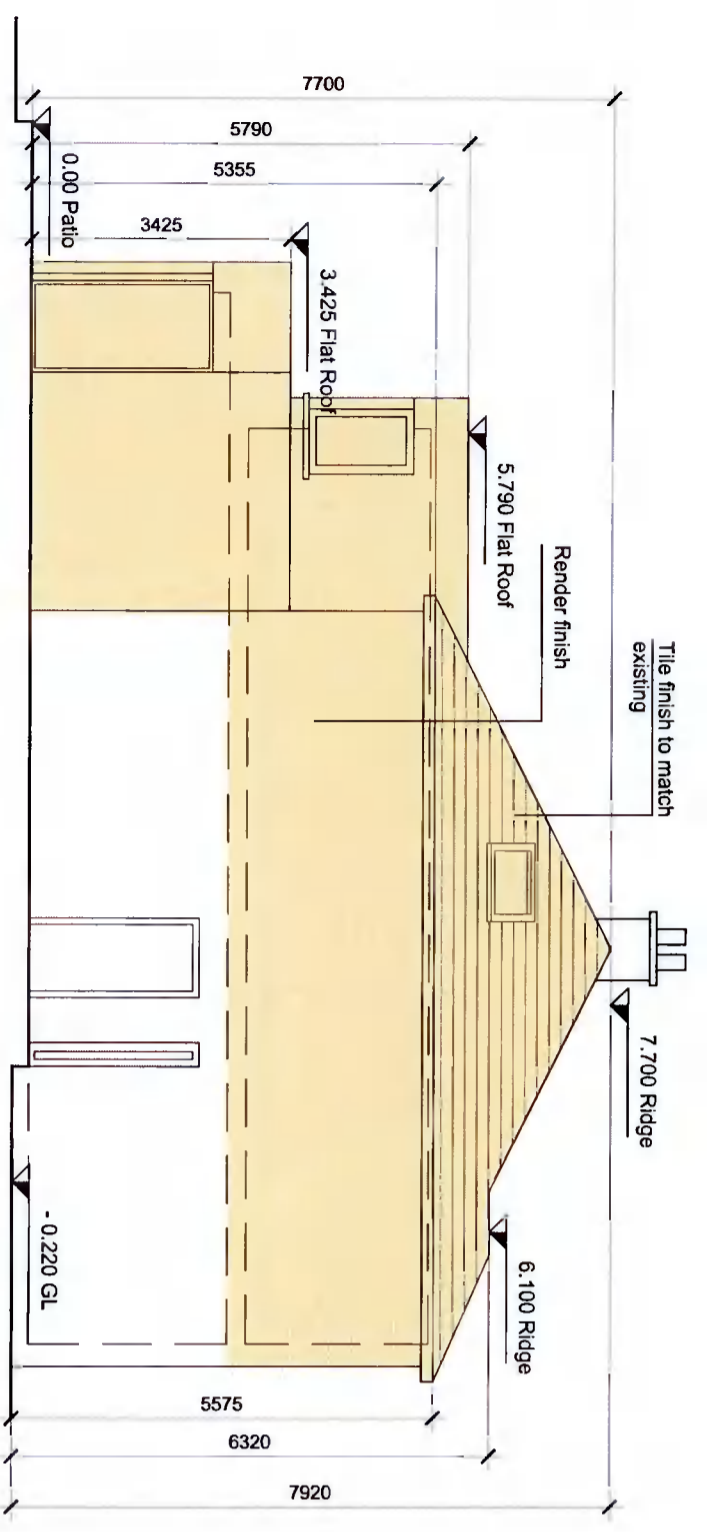 7700
5790
5355
3425
0.00 Patio
3.425 Flat Roof
5.790 Flat Roof
Render finish
Tile finish to match
existing
7.700 Ridge
6.100 Ridge
- 0.220 GL
5575
6320
7920